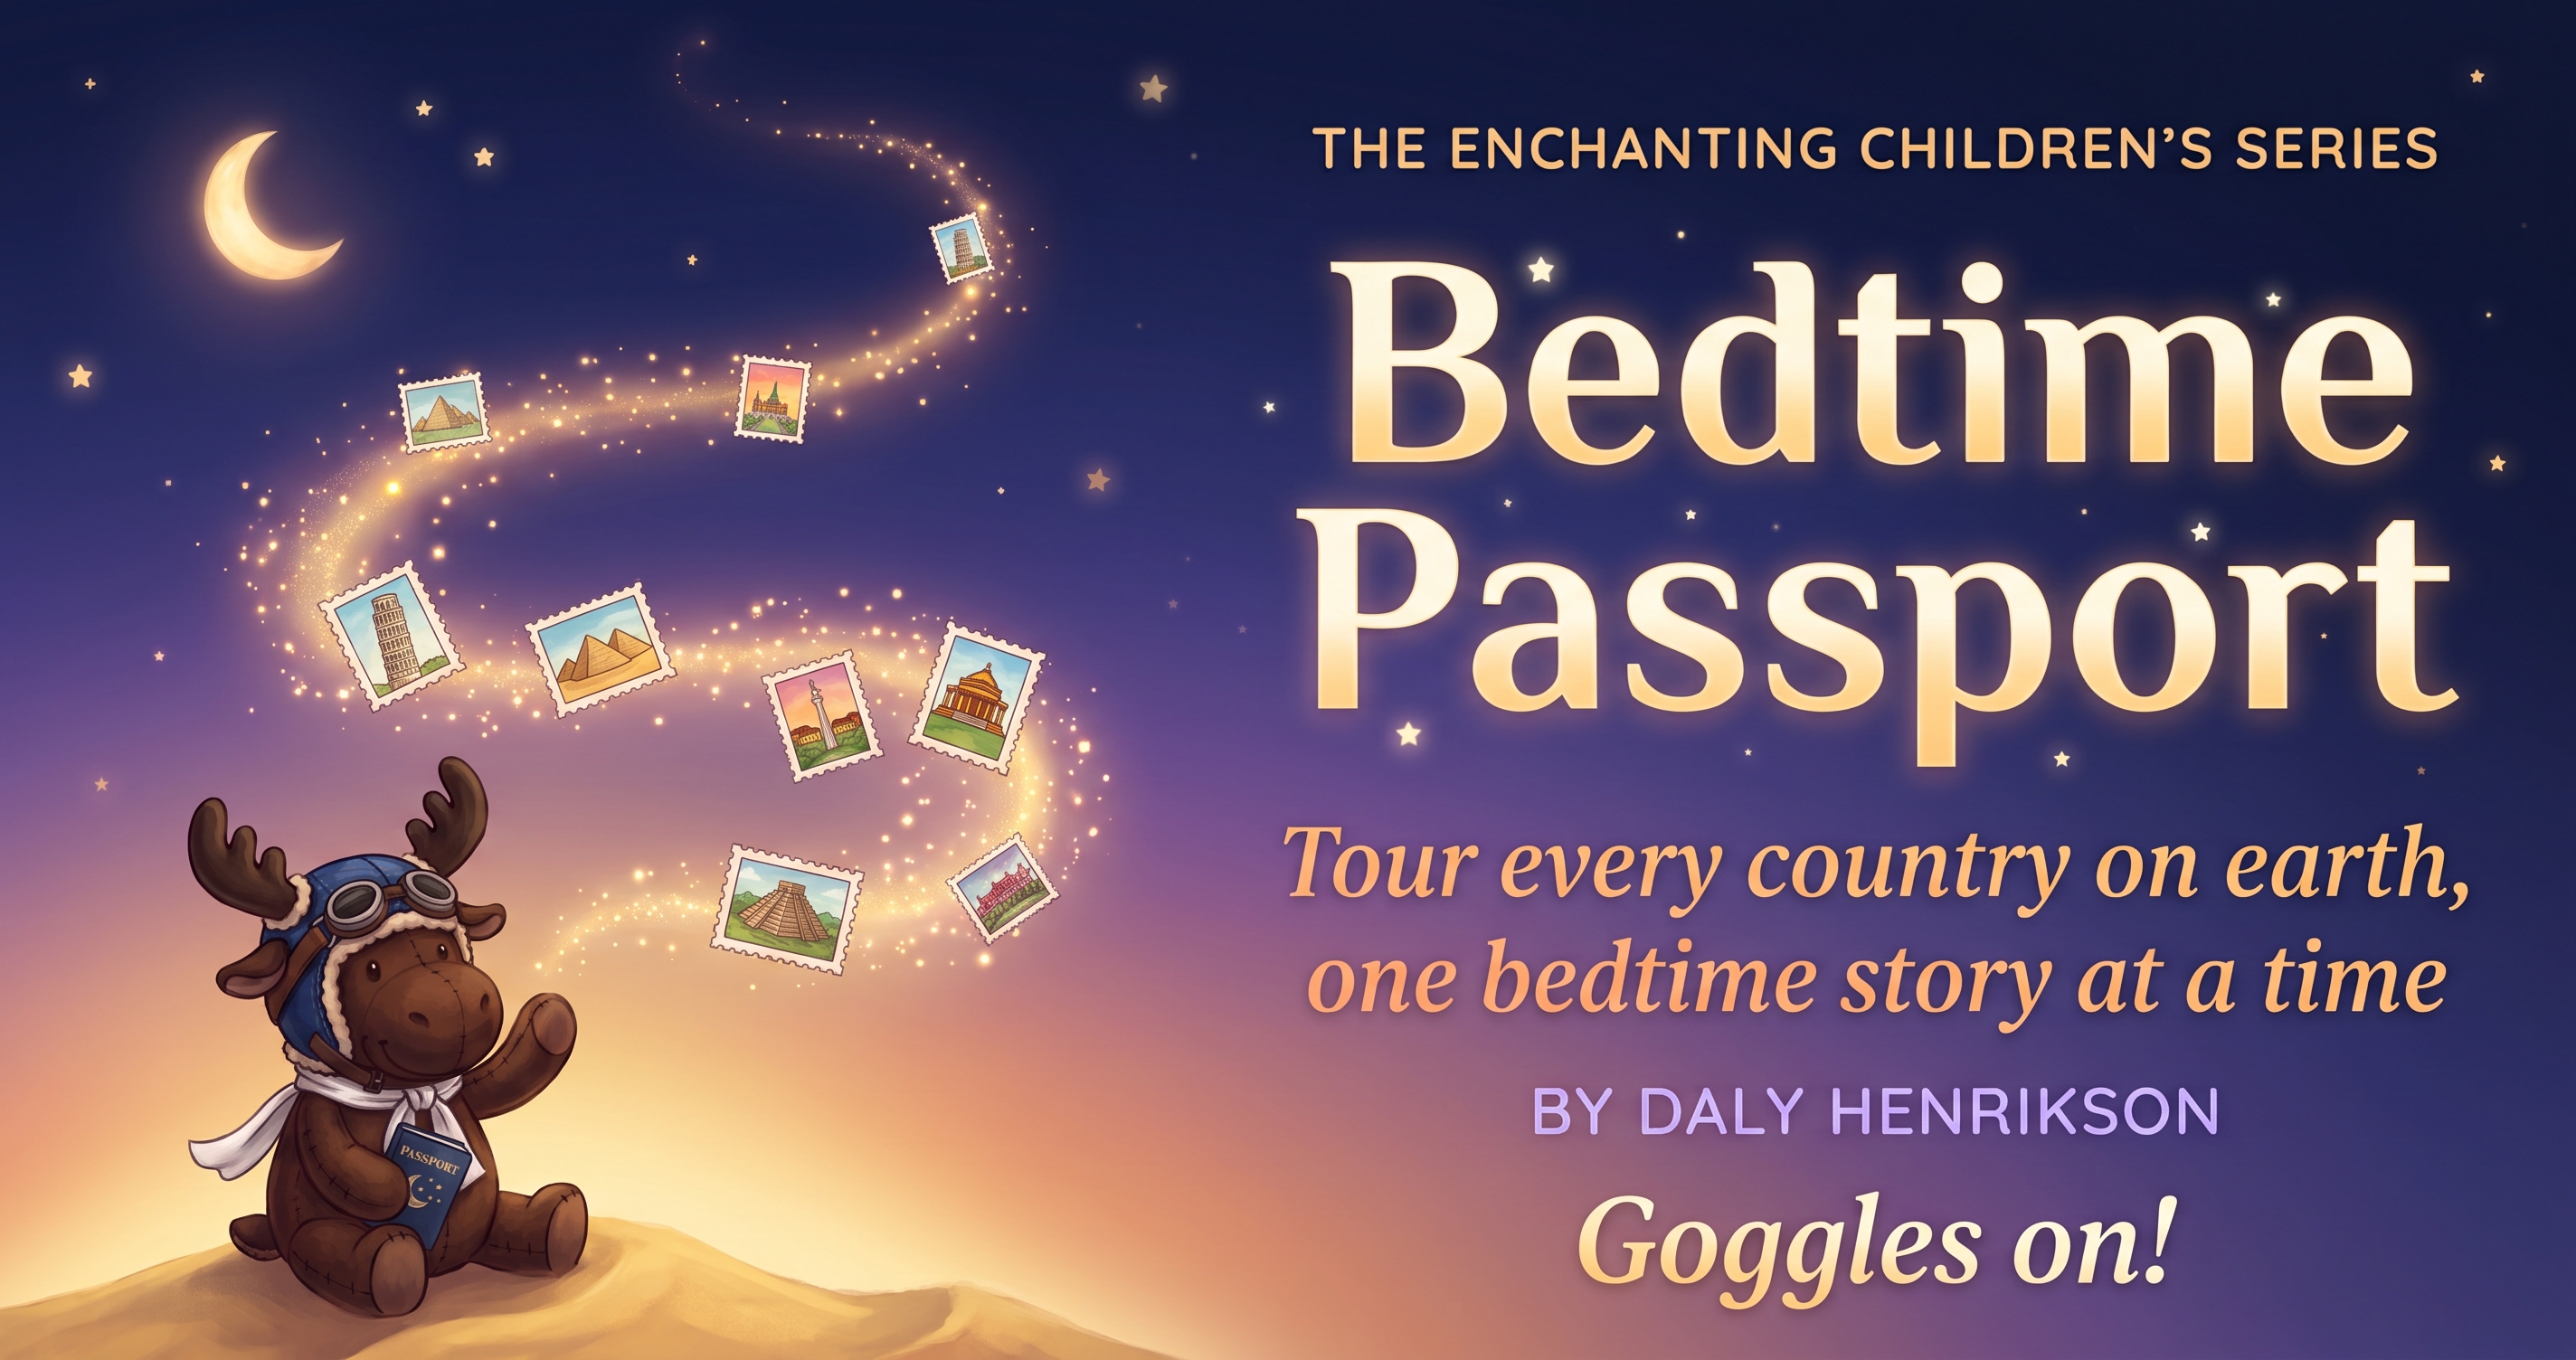 THE ENCHANTING CHILDREN’S SERIES
Bedtime
Passport
Tour every country on earth,
one bedtime story at a time
BY DALY HENRIKSON
Goggles on!
PASSPORT